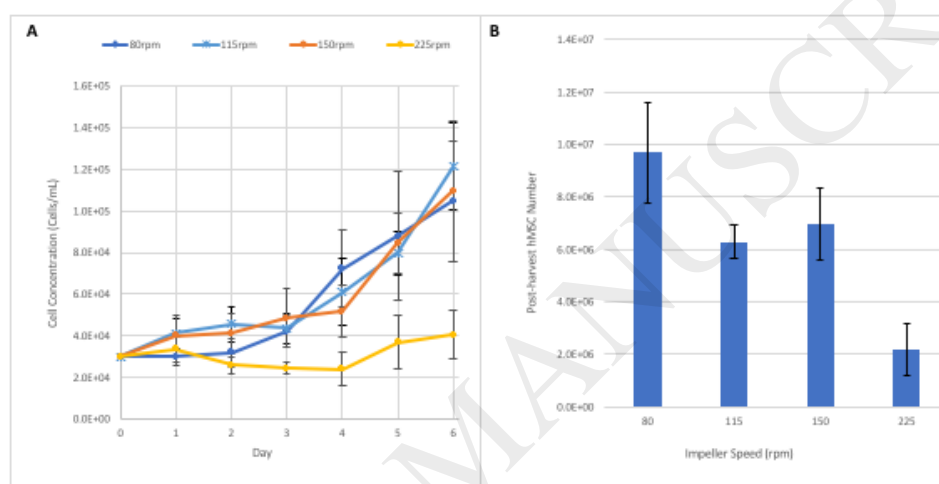 A
80rpm 115rpm 150rpm 225rpm
Cell Concentration (Cells/mL)
1.6E+05
1.4E+05
1.2E+05
1.0E+05
8.0E+04
6.0E+04
4.0E+04
2.0E+04
0.0E+00
0 1 2 3 4 5 6
Day
B
Post-harvest hMSC Number
1.4E+07
1.2E+07
1.0E+07
8.0E+06
6.0E+06
4.0E+06
2.0E+06
0.0E+00
80 115 150 225
Impeller Speed (rpm)
MANUSCR